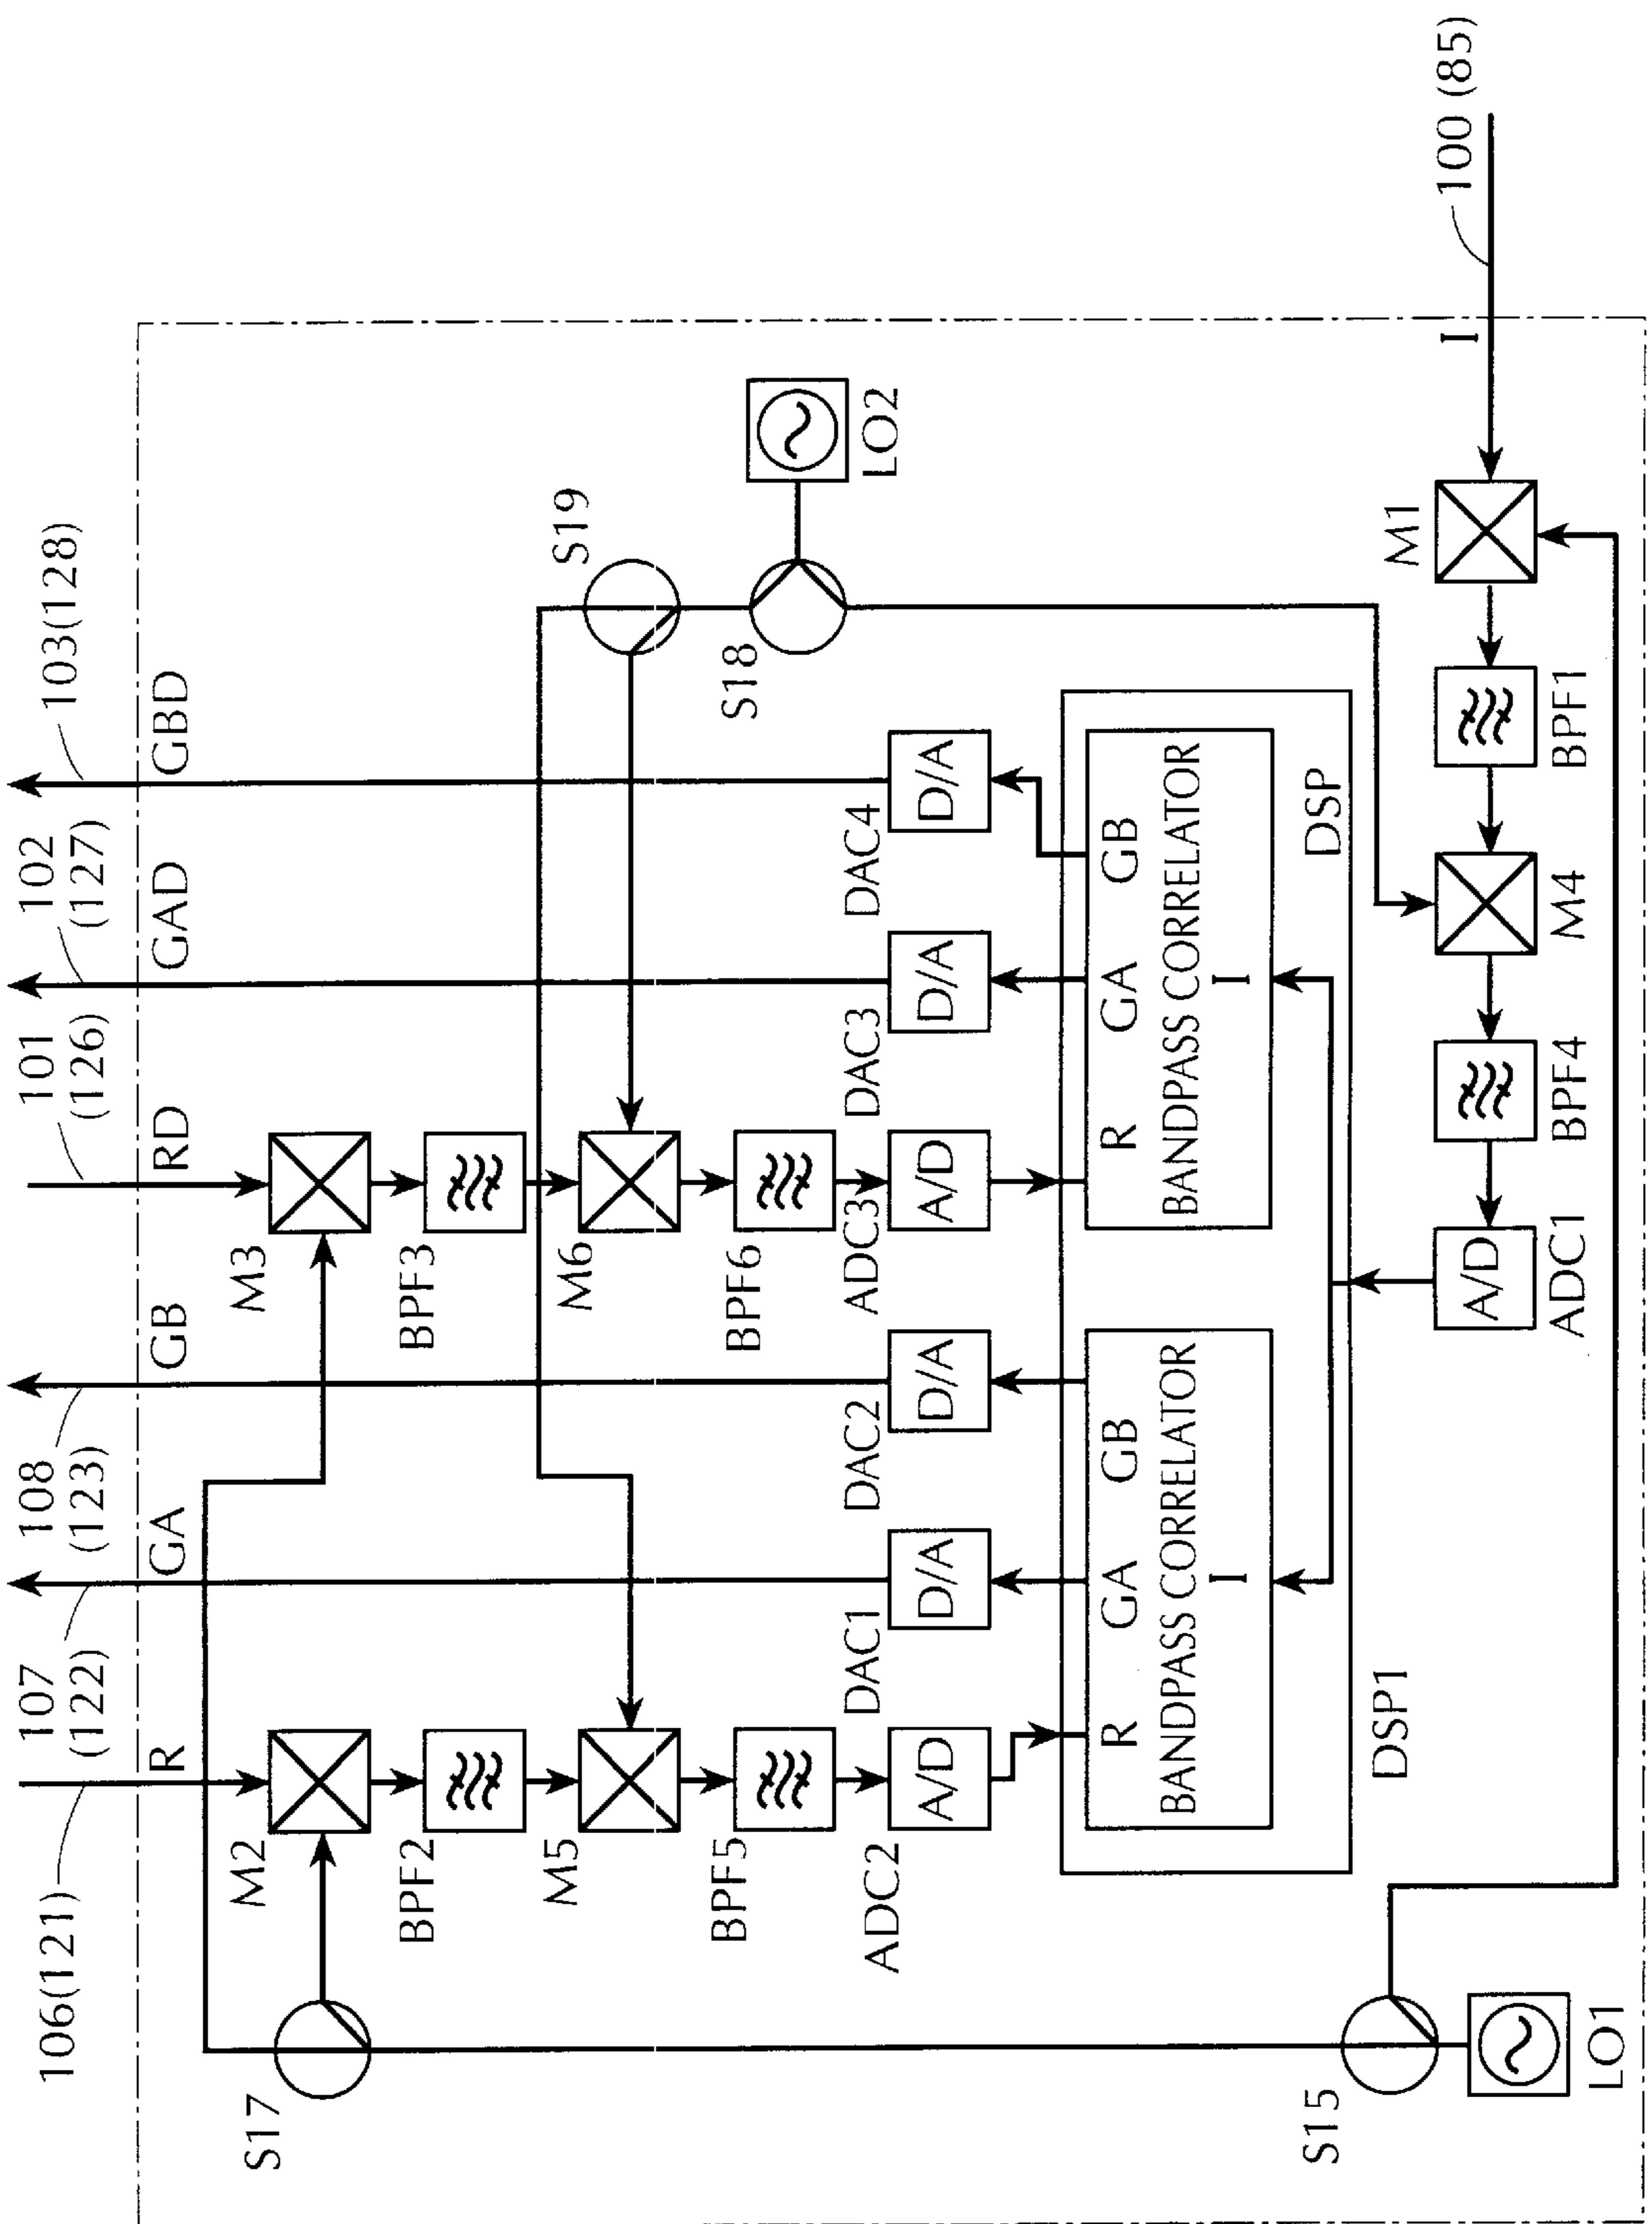 106(121)
107
(122)
108
(123)
101
(126)
102
(127)
103(128)
R
GA
GB
RD
GAD
GBD
S17
M2
M3
BPF2
BPF3
M5
M6
S19
BPF5
BPF6
S18
LO2
ADC2
DAC1
DAC2
ADC3
DAC3
DAC4
A/D
D/A
D/A
A/D
D/A
D/A
R GA GB
BANDPASS CORRELATOR
I
R GA GB
BANDPASS CORRELATOR
I
DSP1
DSP
S15
LO1
A/D
ADC1
BPF4
M4
BPF1
M1
I
100 (85)